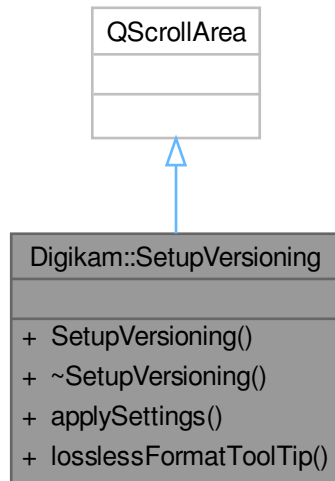 QScrollArea
Digikam::SetupVersioning
+ SetupVersioning()
+ ~SetupVersioning()
+ applySettings()
+ losslessFormatToolTip()